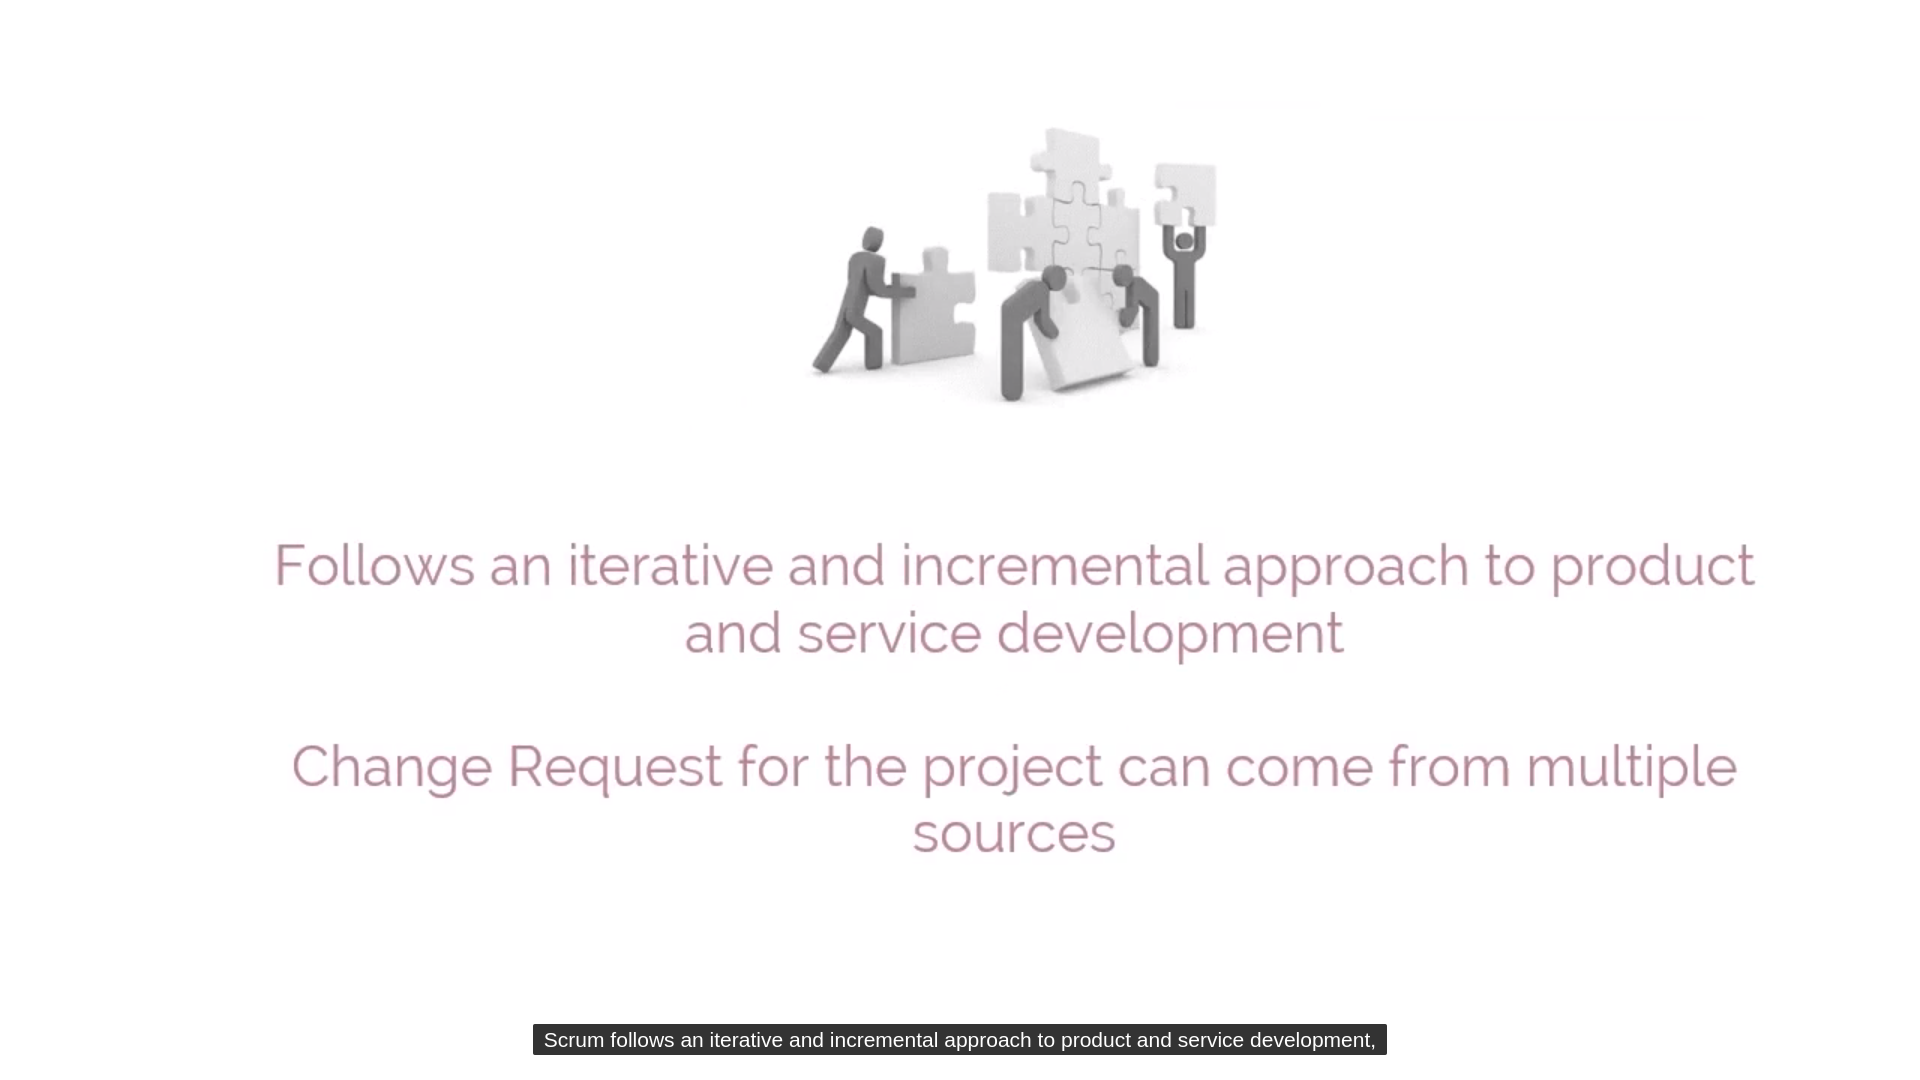 Follows an iterative and incremental approach to product
and service development
Change Request for the project can come from multiple
sources
Scrum follows an iterative and incremental approach to product and service development,